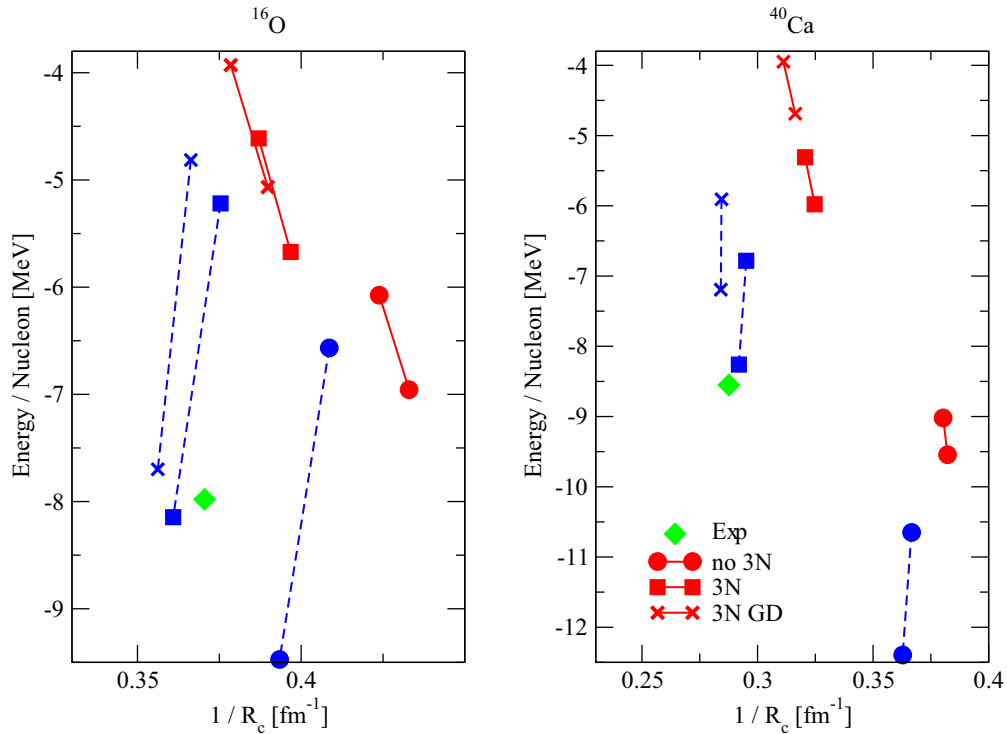 ¹⁶O
-4
-5
-6
-7
-8
-9
Energy / Nucleon [MeV]
0.35
0.4
1 / R_c [fm⁻¹]
⁴⁰Ca
-4
-5
-6
-7
-8
-9
-10
-11
-12
Energy / Nucleon [MeV]
Exp
no 3N
3N
3N GD
0.25
0.3
0.35
0.4
1 / R_c [fm⁻¹]